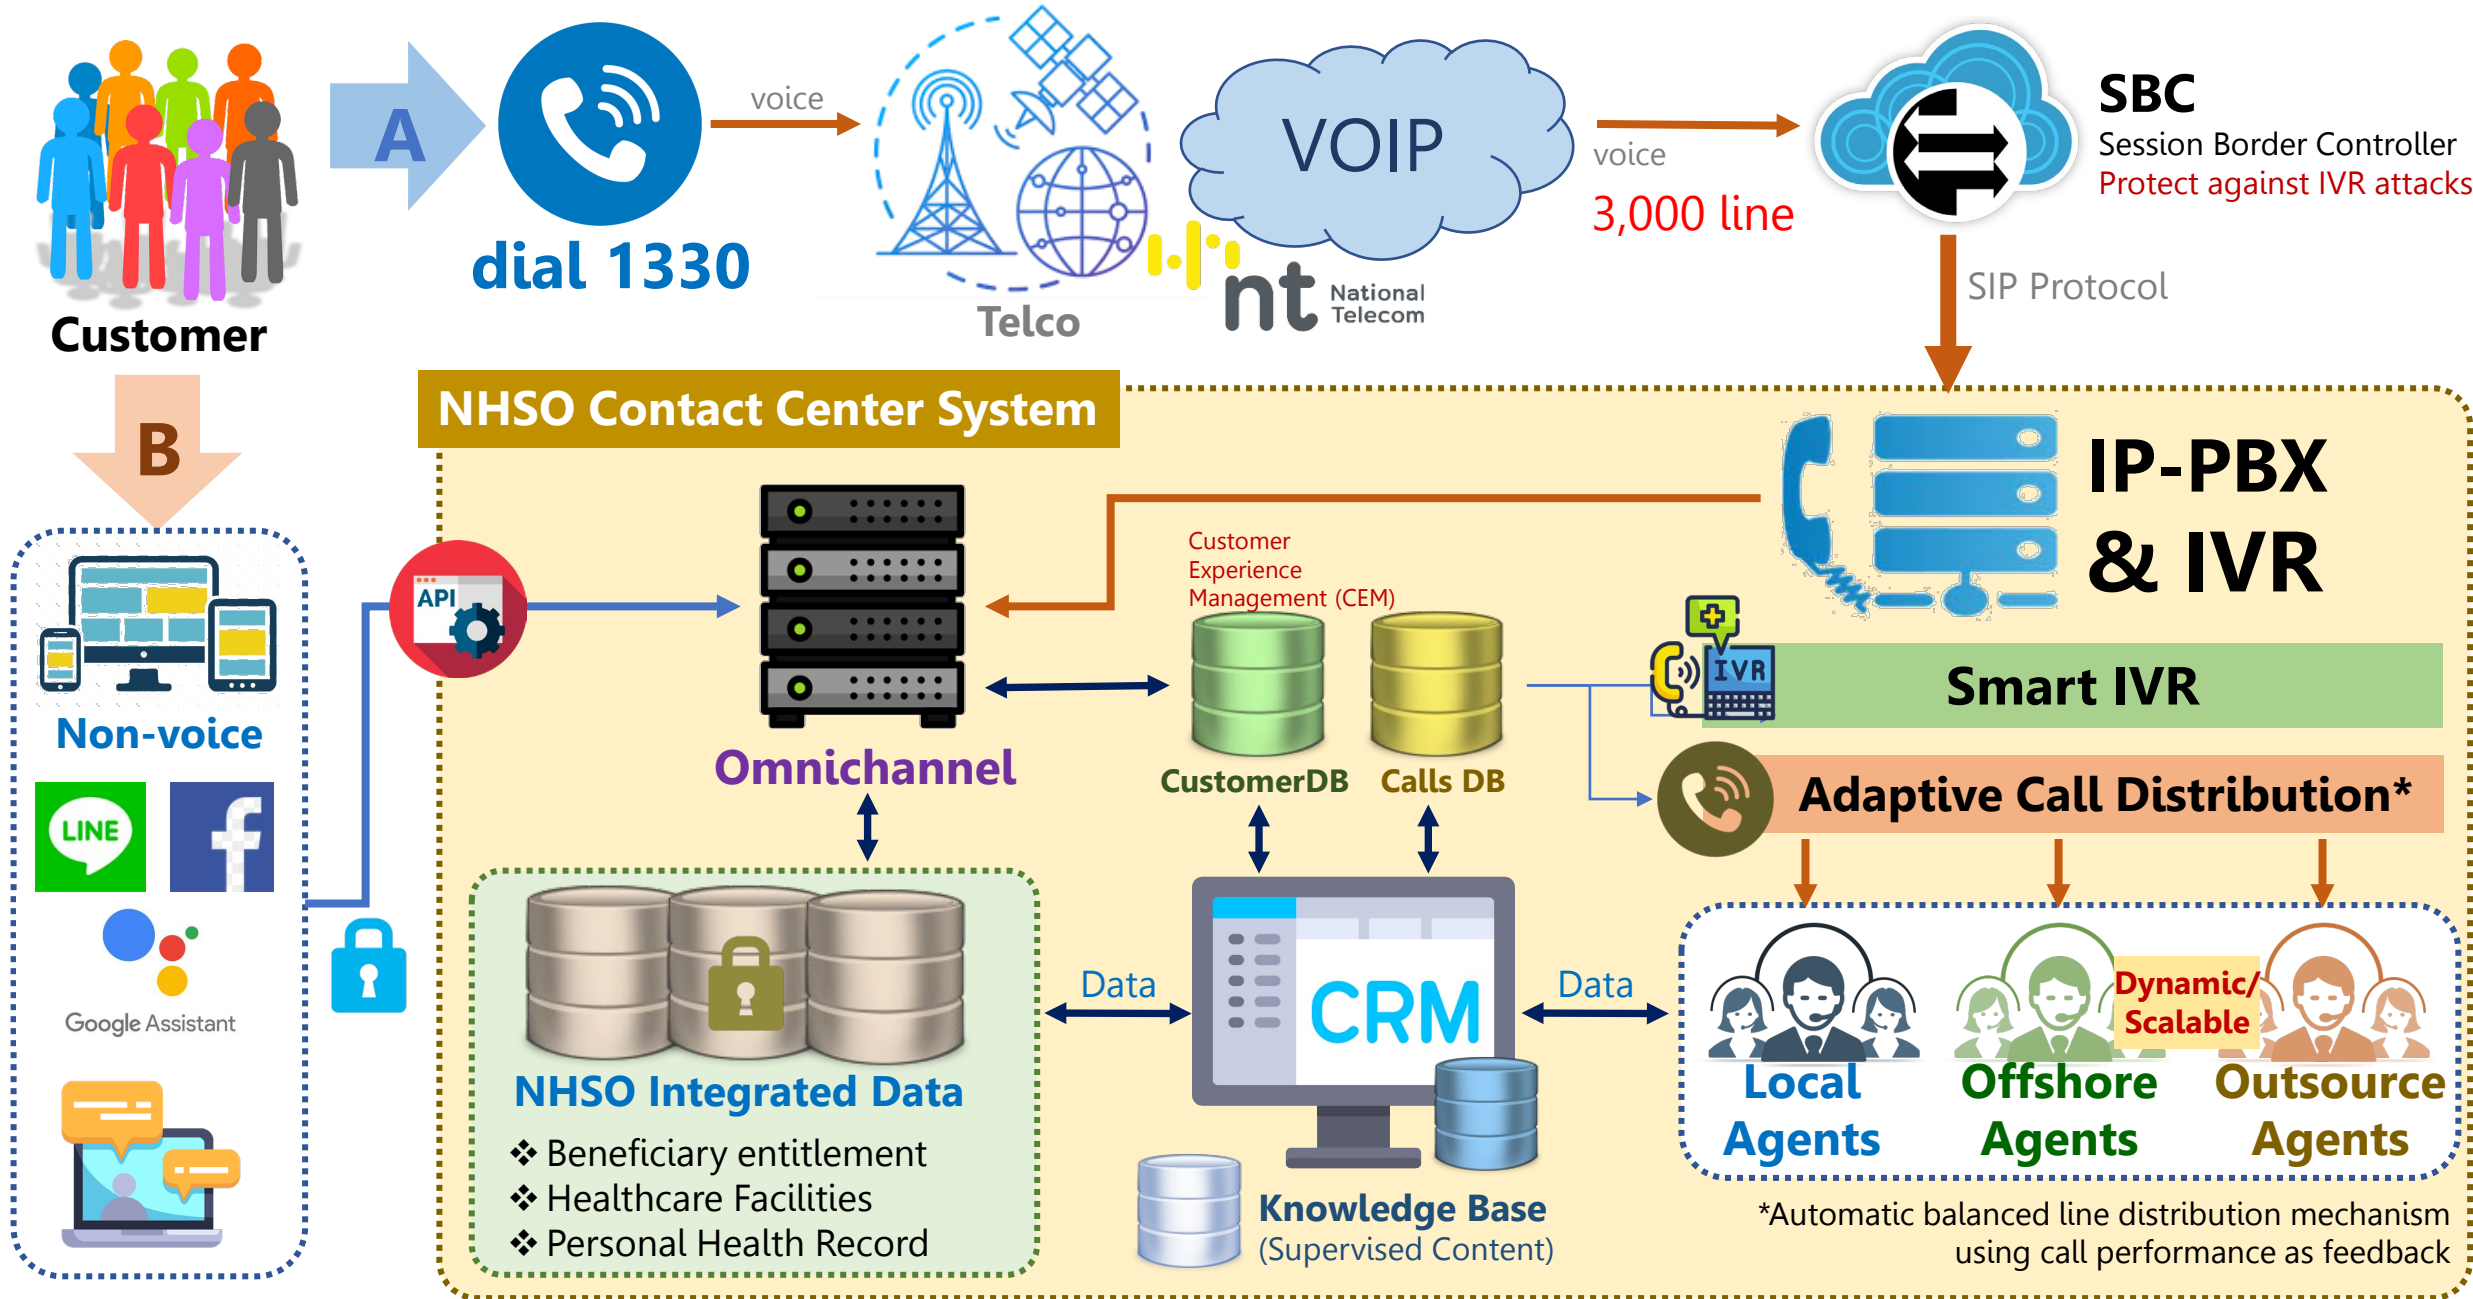 A
voice
dial 1330
Customer
Telco
nt
National
Telecom
VOIP
voice
3,000 line
SBC
Session Border Controller
Protect against IVR attacks
SIP Protocol
B
Non-voice
LINE
f
Google Assistant
NHSO Contact Center System
API
Omnichannel
Customer
Experience
Management (CEM)
CustomerDB
Calls DB
IP-PBX
& IVR
IVR
Smart IVR
Adaptive Call Distribution*
NHSO Integrated Data
❖ Beneficiary entitlement
❖ Healthcare Facilities
❖ Personal Health Record
Data
CRM
Data
Knowledge Base
(Supervised Content)
Dynamic/
Scalable
Local
Agents
Offshore
Agents
Outsource
Agents
*Automatic balanced line distribution mechanism
using call performance as feedback